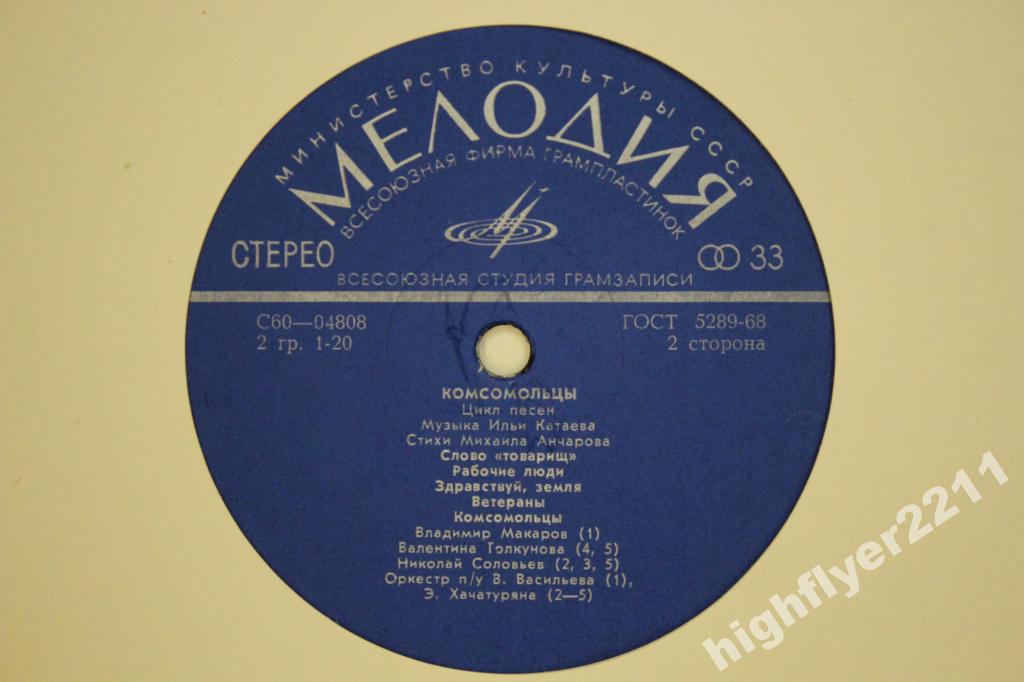 МИНИСТЕРСТВО КУЛЬТУРЫ СССР
МЕЛОДИЯ
ВСЕСОЮЗНАЯ ФИРМА ГРАМПЛАСТИНОК
СТЕРЕО
33
ВСЕСОЮЗНАЯ СТУДИЯ ГРАМЗАПИСИ
С60—04808 ГОСТ 5289-68
2 гр. 1-20 2 сторона
КОМСОМОЛЬЦЫ
Цикл песен
Музыка Ильи Катаева
Стихи Михаила Анчарова
Слово «товарищ»
Рабочие люди
Здравствуй, земля
Ветераны
Комсомольцы
Владимир Макаров (1)
Валентина Толкунова (4, 5)
Николай Соловьев (2, 3, 5)
Оркестр п/у В. Васильева (1),
Э. Хачатуряна (2—5)
highflyer2211